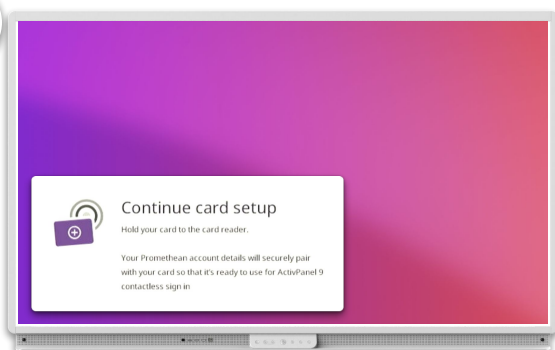 Continue card setup
Hold your card to the card reader.
Your Promethean account details will securely pair
with your card so that it's ready to use for ActivPanel 9
contactless sign in